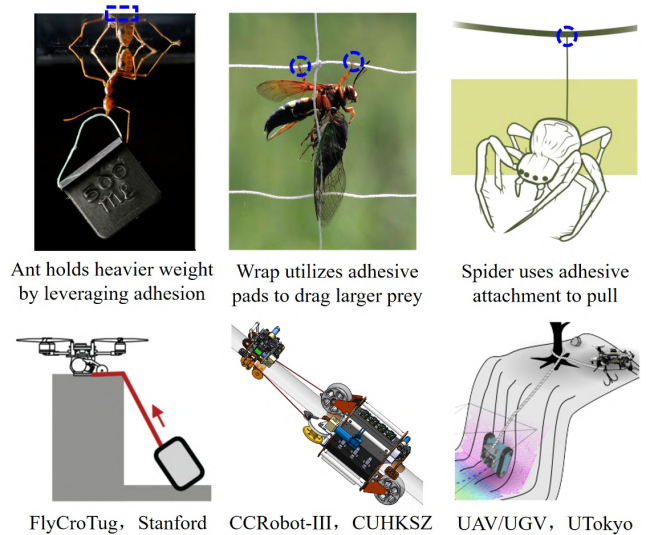 500
mg
Ant holds heavier weight
by leveraging adhesion
Wrap utilizes adhesive
pads to drag larger prey
Spider uses adhesive
attachment to pull
FlyCroTug，Stanford
CCRobot-III，CUHKSZ
UAV/UGV，UTokyo